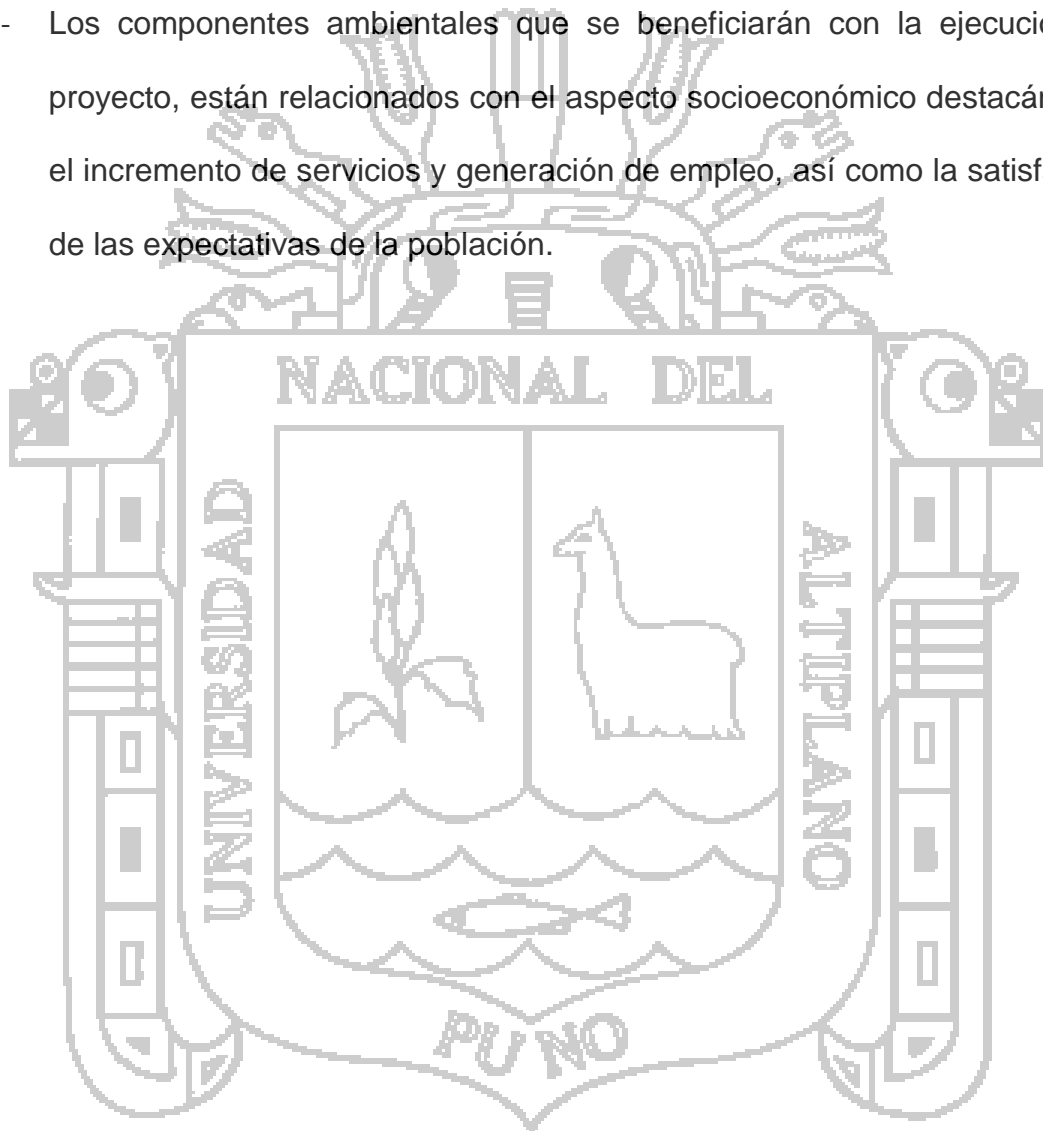 - Los componentes ambientales que se beneficiarán con la ejecució
proyecto, están relacionados con el aspecto socioeconómico destacán
el incremento de servicios y generación de empleo, así como la satisf
de las expectativas de la población.
NACIONAL DEL
UNIVERSIDAD
ALTIPLANO
PUNO